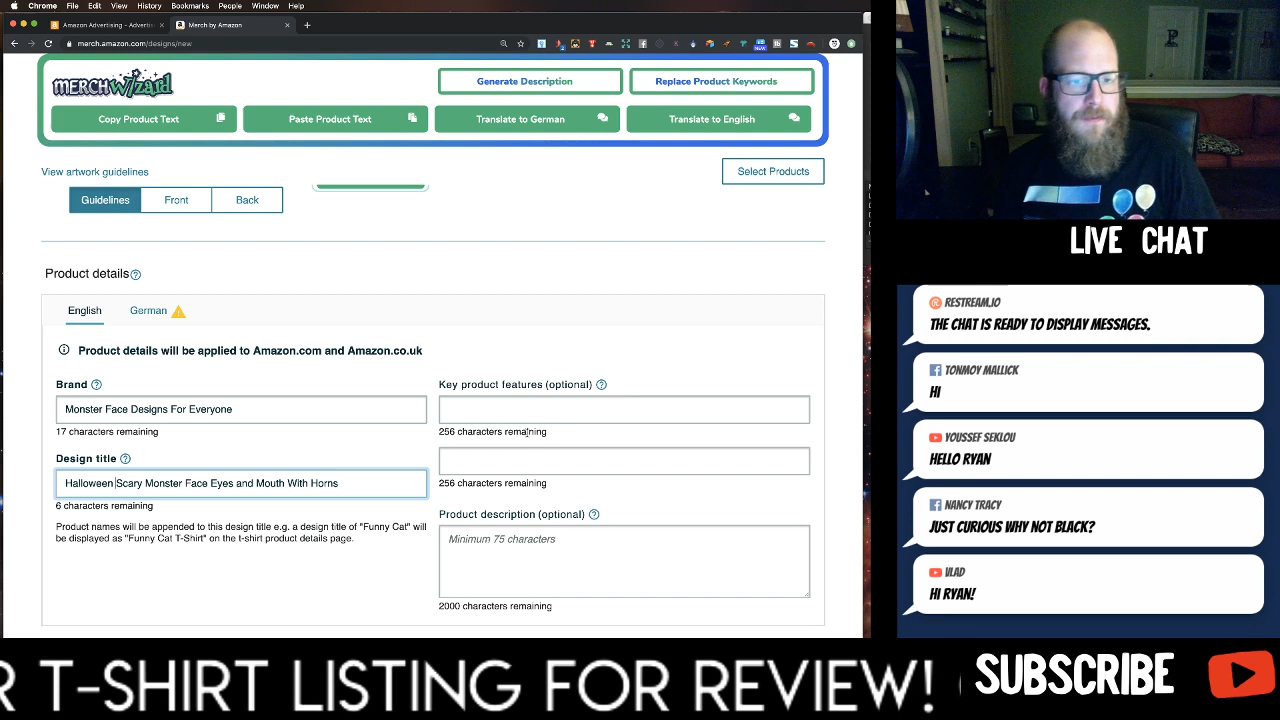 Chrome File Edit View History Bookmarks People Window Help
Amazon Advertising - Adverti
Merch by Amazon
merch.amazon.com/designs/new
MERCHWIZARD
Generate Description
Replace Product Keywords
Copy Product Text
Paste Product Text
Translate to German
Translate to English
View artwork guidelines
Select Products
Guidelines
Front
Back
Product details
English
German
Product details will be applied to Amazon.com and Amazon.co.uk
Brand
Monster Face Designs For Everyone
17 characters remaining
Design title
Halloween Scary Monster Face Eyes and Mouth With Horns
6 characters remaining
Product names will be appended to this design title e.g. a design title of "Funny Cat" will
be displayed as "Funny Cat T-Shirt" on the t-shirt product details page.
Key product features (optional)
256 characters remaining
256 characters remaining
Product description (optional)
Minimum 75 characters
2000 characters remaining
LIVE CHAT
RESTREAM.IO
THE CHAT IS READY TO DISPLAY MESSAGES.
TONMOY MALLICK
HI
YOUSSEF SEKLOU
HELLO RYAN
NANCY TRACY
JUST CURIOUS WHY NOT BLACK?
VLAD
HI RYAN!
R T-SHIRT LISTING FOR REVIEW!
SUBSCRIBE